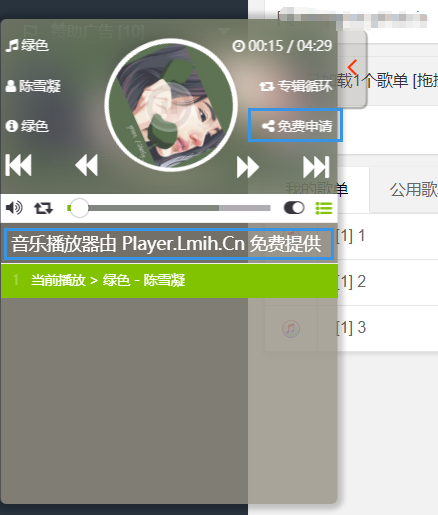 绿色
00:15 / 04:29
陈雪凝
专辑循环
载1个歌单 [拖
绿色
免费申请
我的歌单
公用歌
音乐播放器由 Player.Lmih.Cn 免费提供
[1] 1
1 当前播放 > 绿色 - 陈雪凝
[1] 2
[1] 3